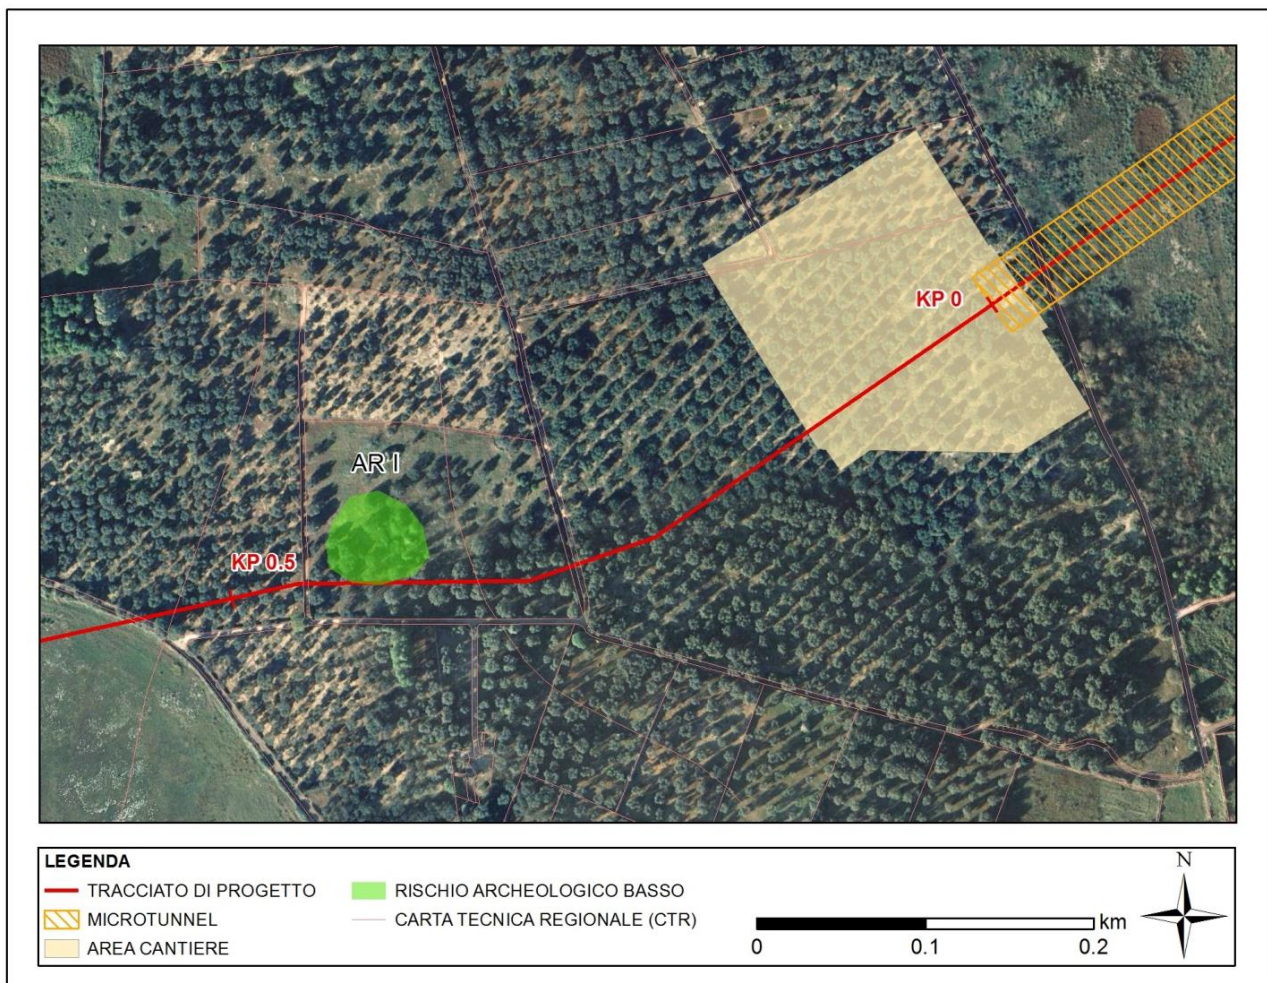 KP 0
AR I
KP 0.5
LEGENDA
TRACCIATO DI PROGETTO
MICROTUNNEL
AREA CANTIERE
RISCHIO ARCHEOLOGICO BASSO
CARTA TECNICA REGIONALE (CTR)
km
0 0.1 0.2
N